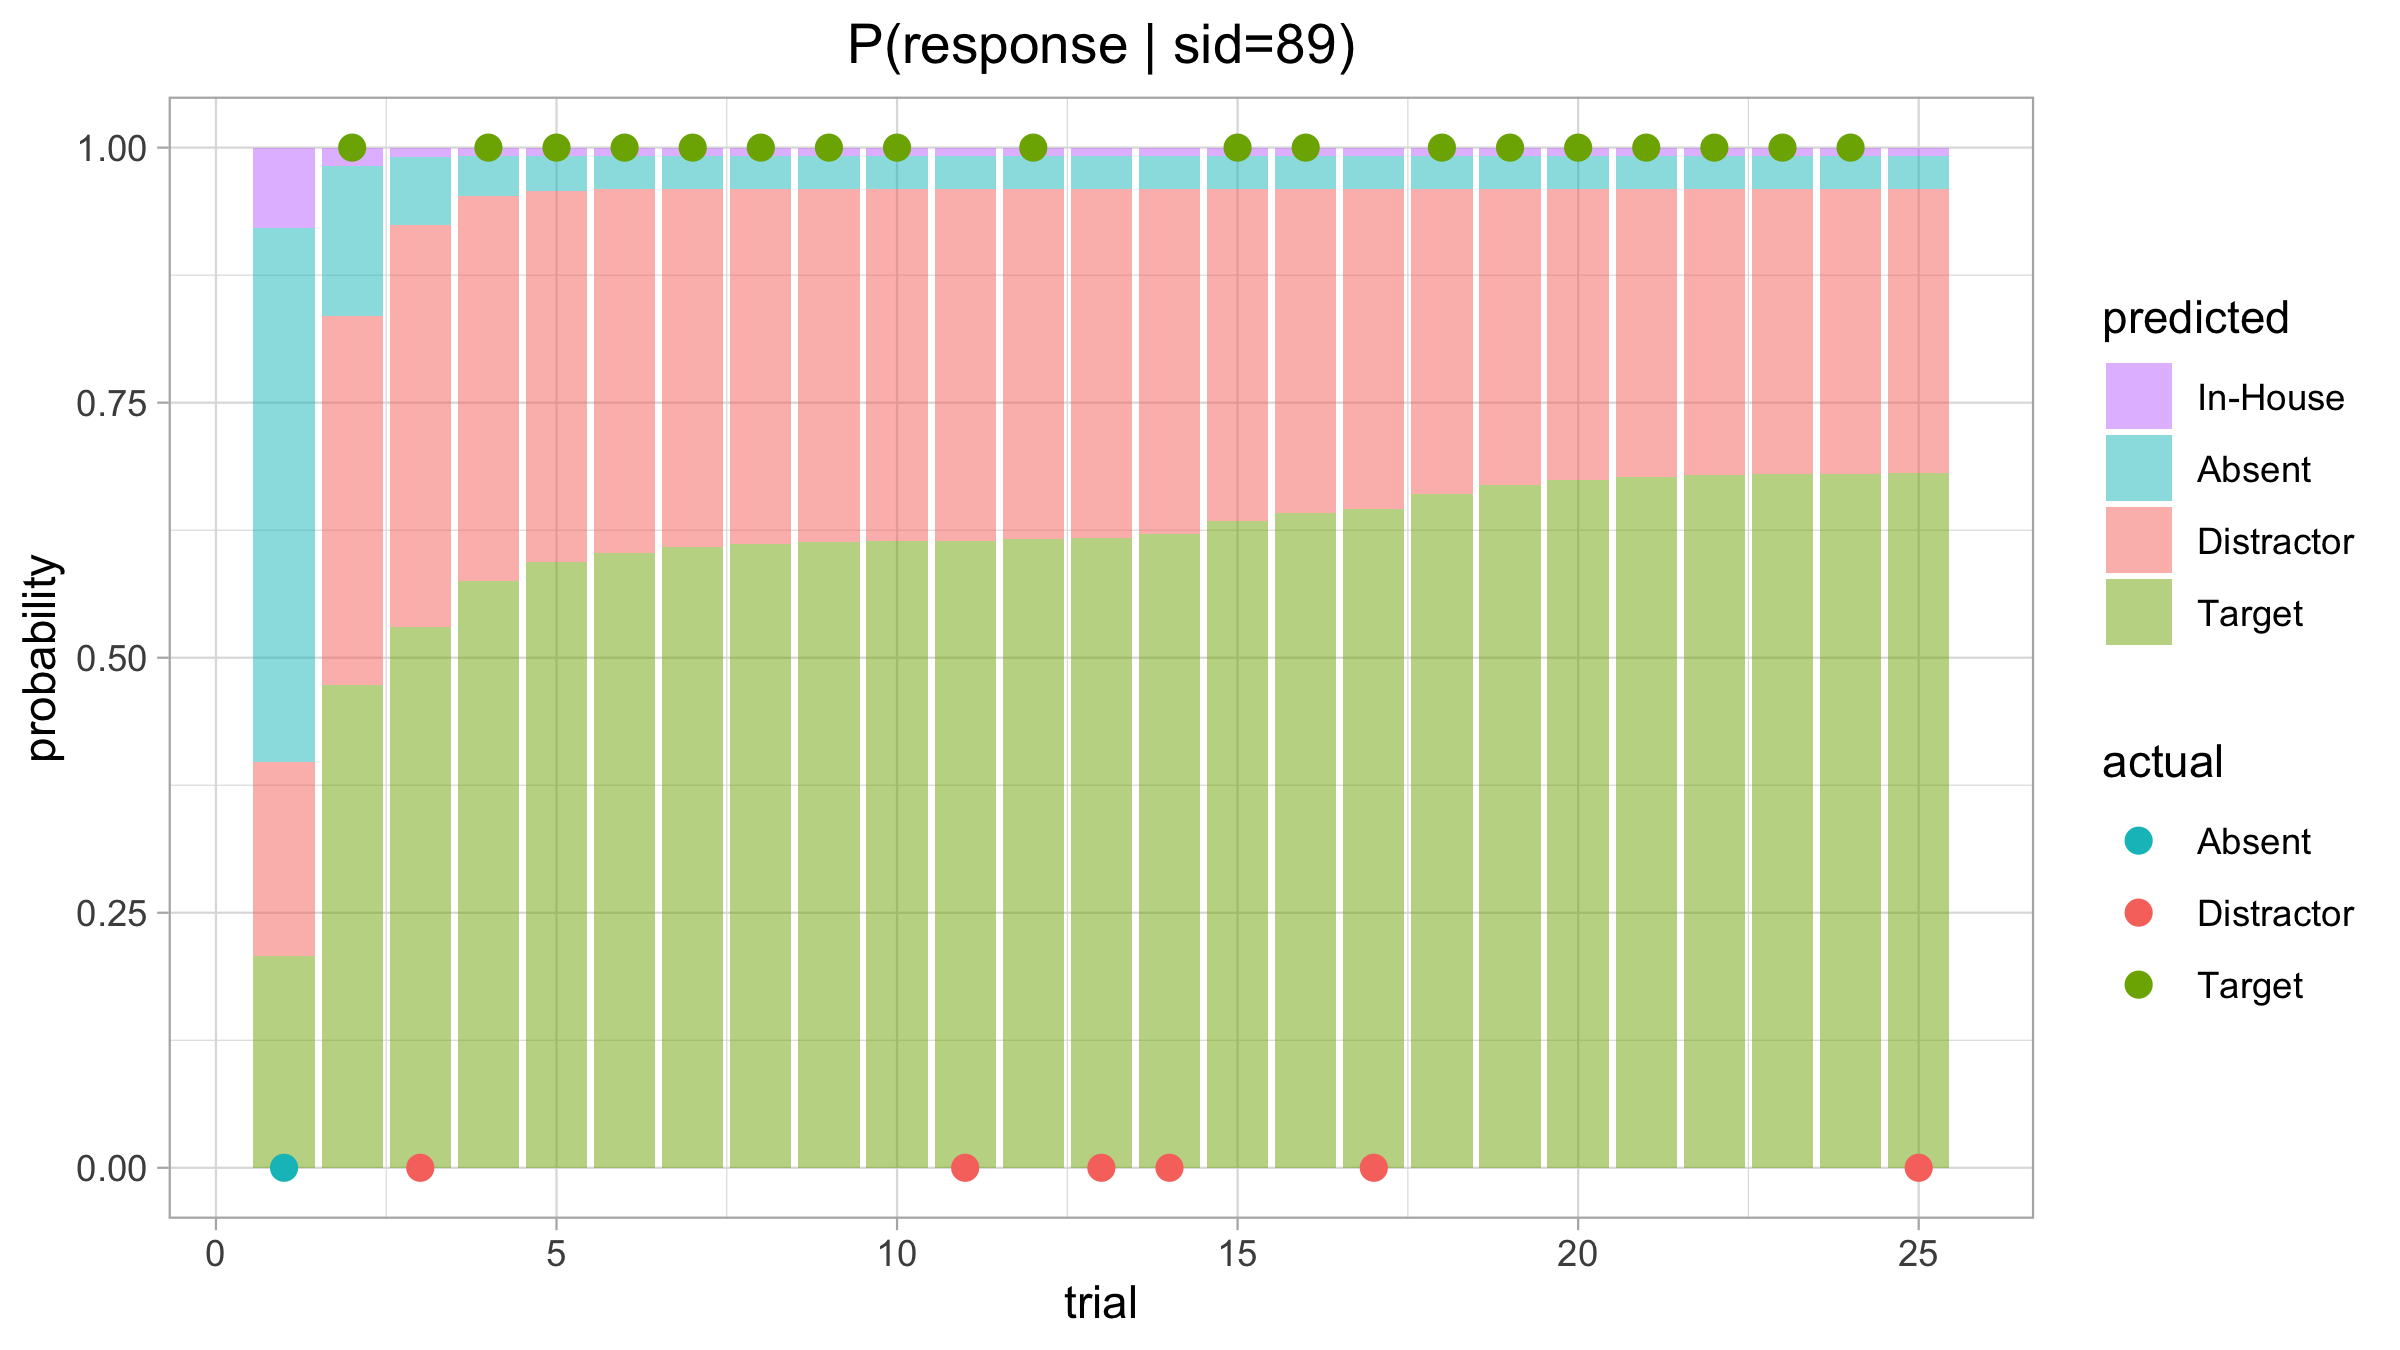 P(response | sid=89)
1.00
0.75
0.50
0.25
0.00
probability
0 5 10 15 20 25
trial
predicted
In-House
Absent
Distractor
Target
actual
Absent
Distractor
Target